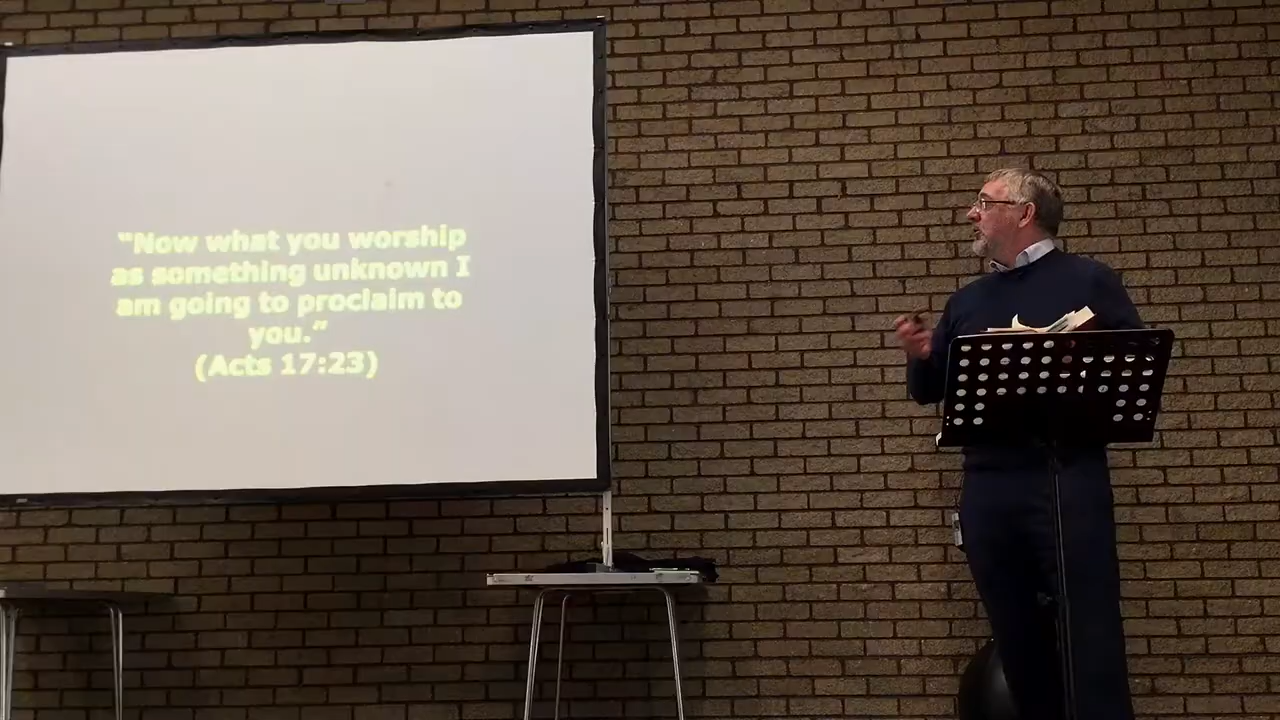 “Now what you worship
as something unknown I
am going to proclaim to
you.”
(Acts 17:23)